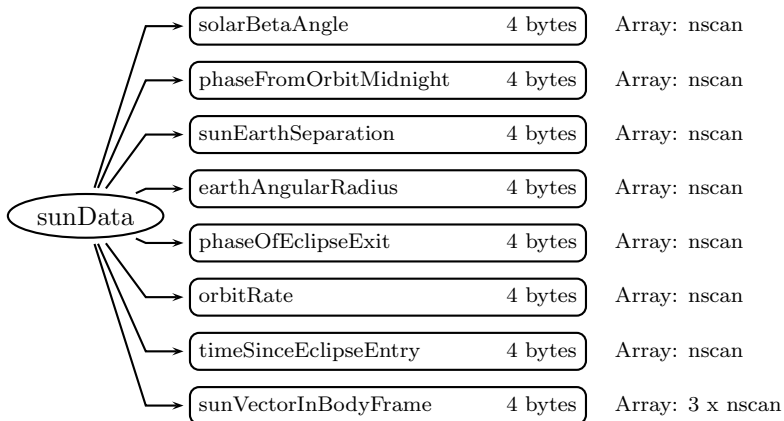 solarBetaAngle 4 bytes Array: nscan
phaseFromOrbitMidnight 4 bytes Array: nscan
sunEarthSeparation 4 bytes Array: nscan
earthAngularRadius 4 bytes Array: nscan
sunData
phaseOfEclipseExit 4 bytes Array: nscan
orbitRate 4 bytes Array: nscan
timeSinceEclipseEntry 4 bytes Array: nscan
sunVectorInBodyFrame 4 bytes Array: 3 x nscan